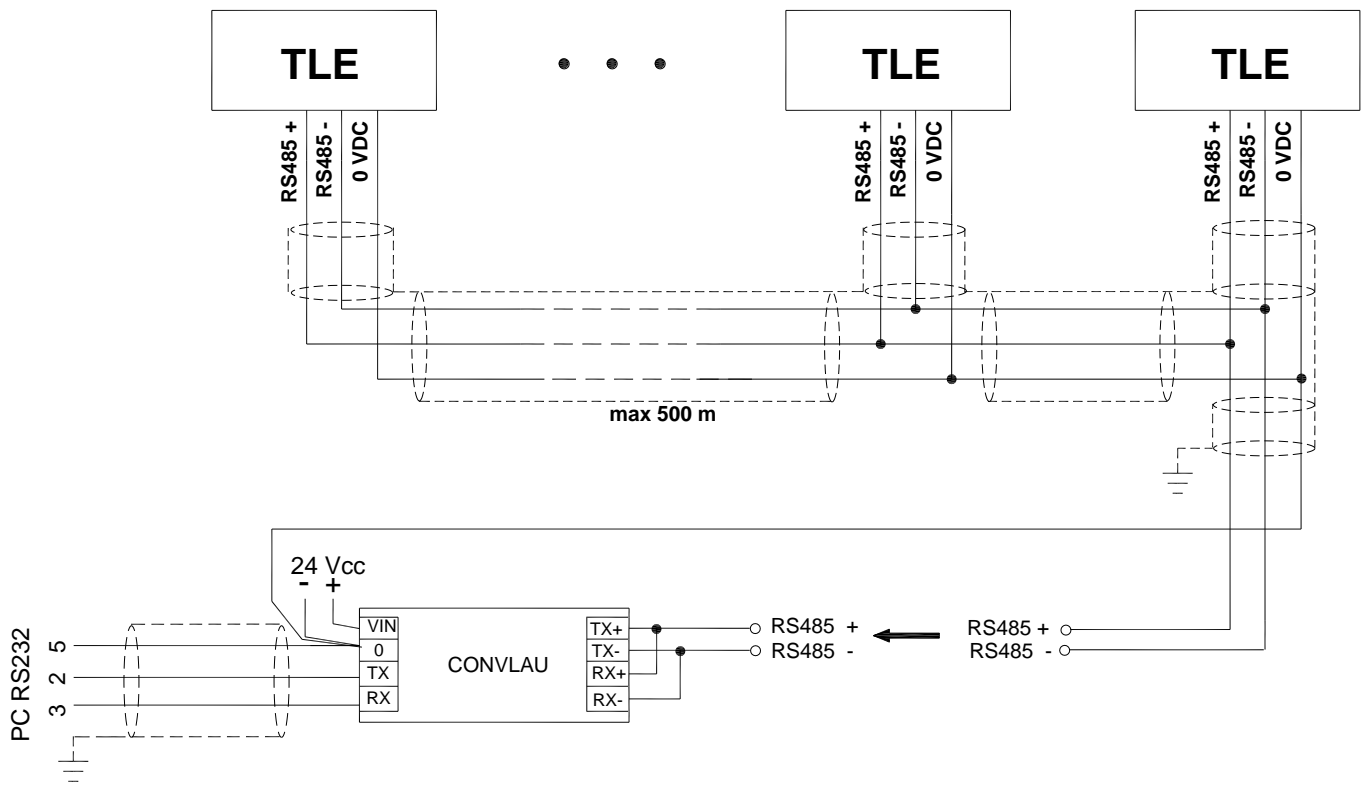 TLE
TLE
TLE
RS485 +
RS485 -
0 VDC
RS485 +
RS485 -
0 VDC
RS485 +
RS485 -
0 VDC
max 500 m
24 Vcc
- +
PC RS232
5
2
3
VIN
0
TX
RX
CONVLAU
TX+
TX-
RX+
RX-
RS485 +
RS485 -
RS485 +
RS485 -